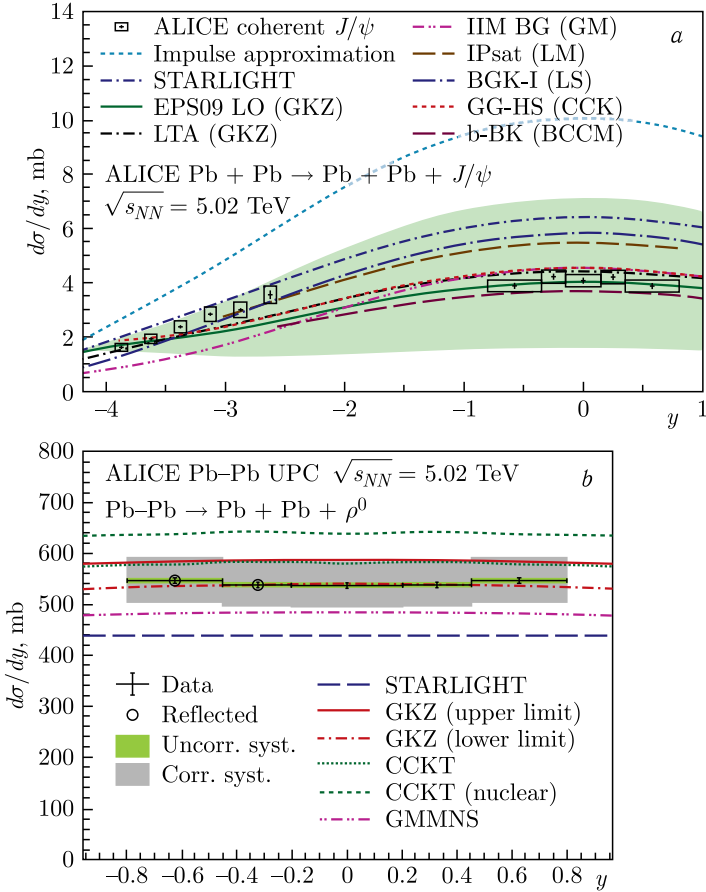 14
12
10
8
6
4
2
0
dσ/dy, mb
ALICE coherent J/ψ
Impulse approximation
STARLIGHT
EPS09 LO (GKZ)
LTA (GKZ)
IIM BG (GM)
IPsat (LM)
BGK-I (LS)
GG-HS (CCK)
b-BK (BCCM)
a
ALICE Pb + Pb → Pb + Pb + J/ψ
√sNN = 5.02 TeV
–4 –3 –2 –1 0 y 1
800
700
600
500
400
300
200
100
0
dσ/dy, mb
ALICE Pb–Pb UPC √sNN = 5.02 TeV
b
Pb–Pb → Pb + Pb + ρ0
Data
Reflected
Uncorr. syst.
Corr. syst.
STARLIGHT
GKZ (upper limit)
GKZ (lower limit)
CCKT
CCKT (nuclear)
GMMNS
–0.8 –0.6 –0.4 –0.2 0 0.2 0.4 0.6 0.8 y